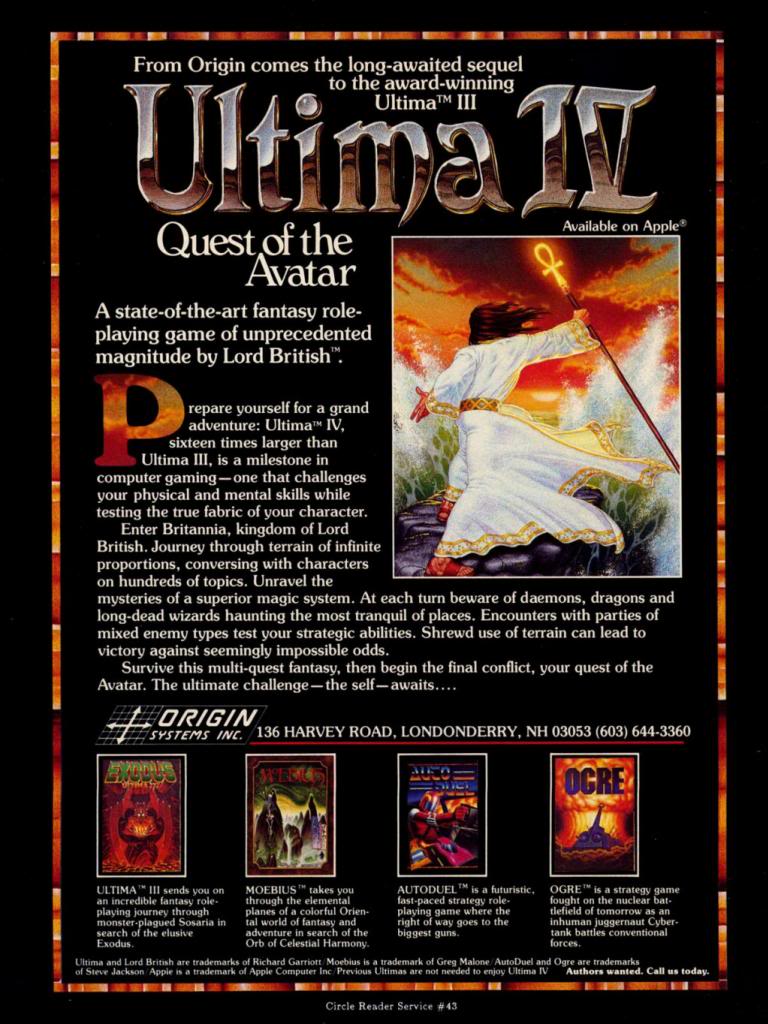 From Origin comes the long-awaited sequel
to the award-winning
Ultima™ III
Ultima IV
Available on Apple®
Quest of the
Avatar
A state-of-the-art fantasy role-
playing game of unprecedented
magnitude by Lord British™.
Prepare yourself for a grand
adventure: Ultima™ IV,
sixteen times larger than
Ultima III, is a milestone in
computer gaming—one that challenges
your physical and mental skills while
testing the true fabric of your character.
Enter Britannia, kingdom of Lord
British. Journey through terrain of infinite
proportions, conversing with characters
on hundreds of topics. Unravel the
mysteries of a superior magic system. At each turn beware of daemons, dragons and
long-dead wizards haunting the most tranquil of places. Encounters with parties of
mixed enemy types test your strategic abilities. Shrewd use of terrain can lead to
victory against seemingly impossible odds.
Survive this multi-quest fantasy, then begin the final conflict, your quest of the
Avatar. The ultimate challenge—the self—awaits....
ORIGIN
SYSTEMS INC.
136 HARVEY ROAD, LONDONDERRY, NH 03053 (603) 644-3360
EXODUS
ULTIMA III
MŒBIUS
AUTO
DUEL
OGRE
ULTIMA™ III sends you on
an incredible fantasy role-
playing journey through
monster-plagued Sosaria in
search of the elusive
Exodus.
MOEBIUS™ takes you
through the elemental
planes of a colorful Orien-
tal world of fantasy and
adventure in search of the
Orb of Celestial Harmony.
AUTODUEL™ is a futuristic,
fast-paced strategy role-
playing game where the
right of way goes to the
biggest guns.
OGRE™ is a strategy game
fought on the nuclear bat-
tlefield of tomorrow as an
inhuman juggernaut Cyber-
tank battles conventional
forces.
Ultima and Lord British are trademarks of Richard Garriott/Moebius is a trademark of Greg Malone/AutoDuel and Ogre are trademarks
of Steve Jackson/Apple is a trademark of Apple Computer Inc/Previous Ultimas are not needed to enjoy Ultima IV Authors wanted. Call us today.
Circle Reader Service #43